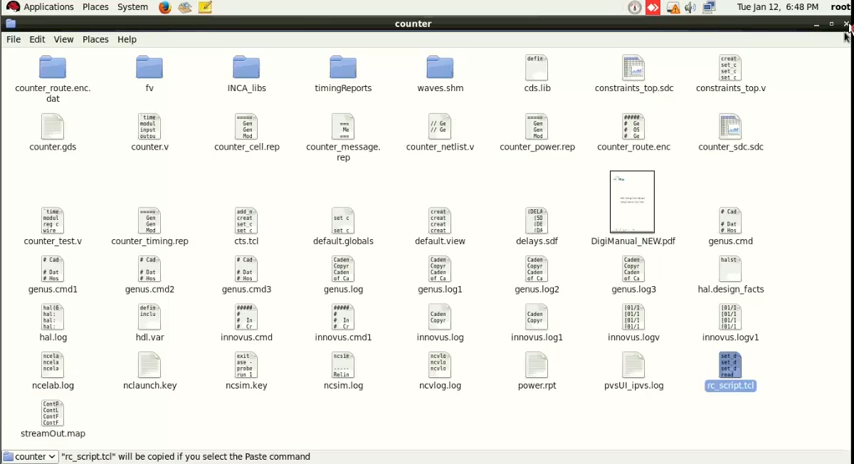 Applications Places System
Tue Jan 12, 6:48 PM root
counter
File Edit View Places Help
counter_route.enc.
dat
fv
INCA_libs
timingReports
waves.shm
cds.lib
constraints_top.sdc
constraints_top.v
counter.gds
counter.v
counter_cell.rep
counter_message.
rep
counter_netlist.v
counter_power.rep
counter_route.enc
counter_sdc.sdc
counter_test.v
counter_timing.rep
cts.tcl
default.globals
default.view
delays.sdf
DigiManual_NEW.pdf
genus.cmd
genus.cmd1
genus.cmd2
genus.cmd3
genus.log
genus.log1
genus.log2
genus.log3
hal.design_facts
hal.log
hdl.var
innovus.cmd
innovus.cmd1
innovus.log
innovus.log1
innovus.logv
innovus.logv1
ncelab.log
nclaunch.key
ncsim.key
ncsim.log
ncvlog.log
power.rpt
pvsUI_ipvs.log
rc_script.tcl
streamOut.map
counter "rc_script.tcl" will be copied if you select the Paste command